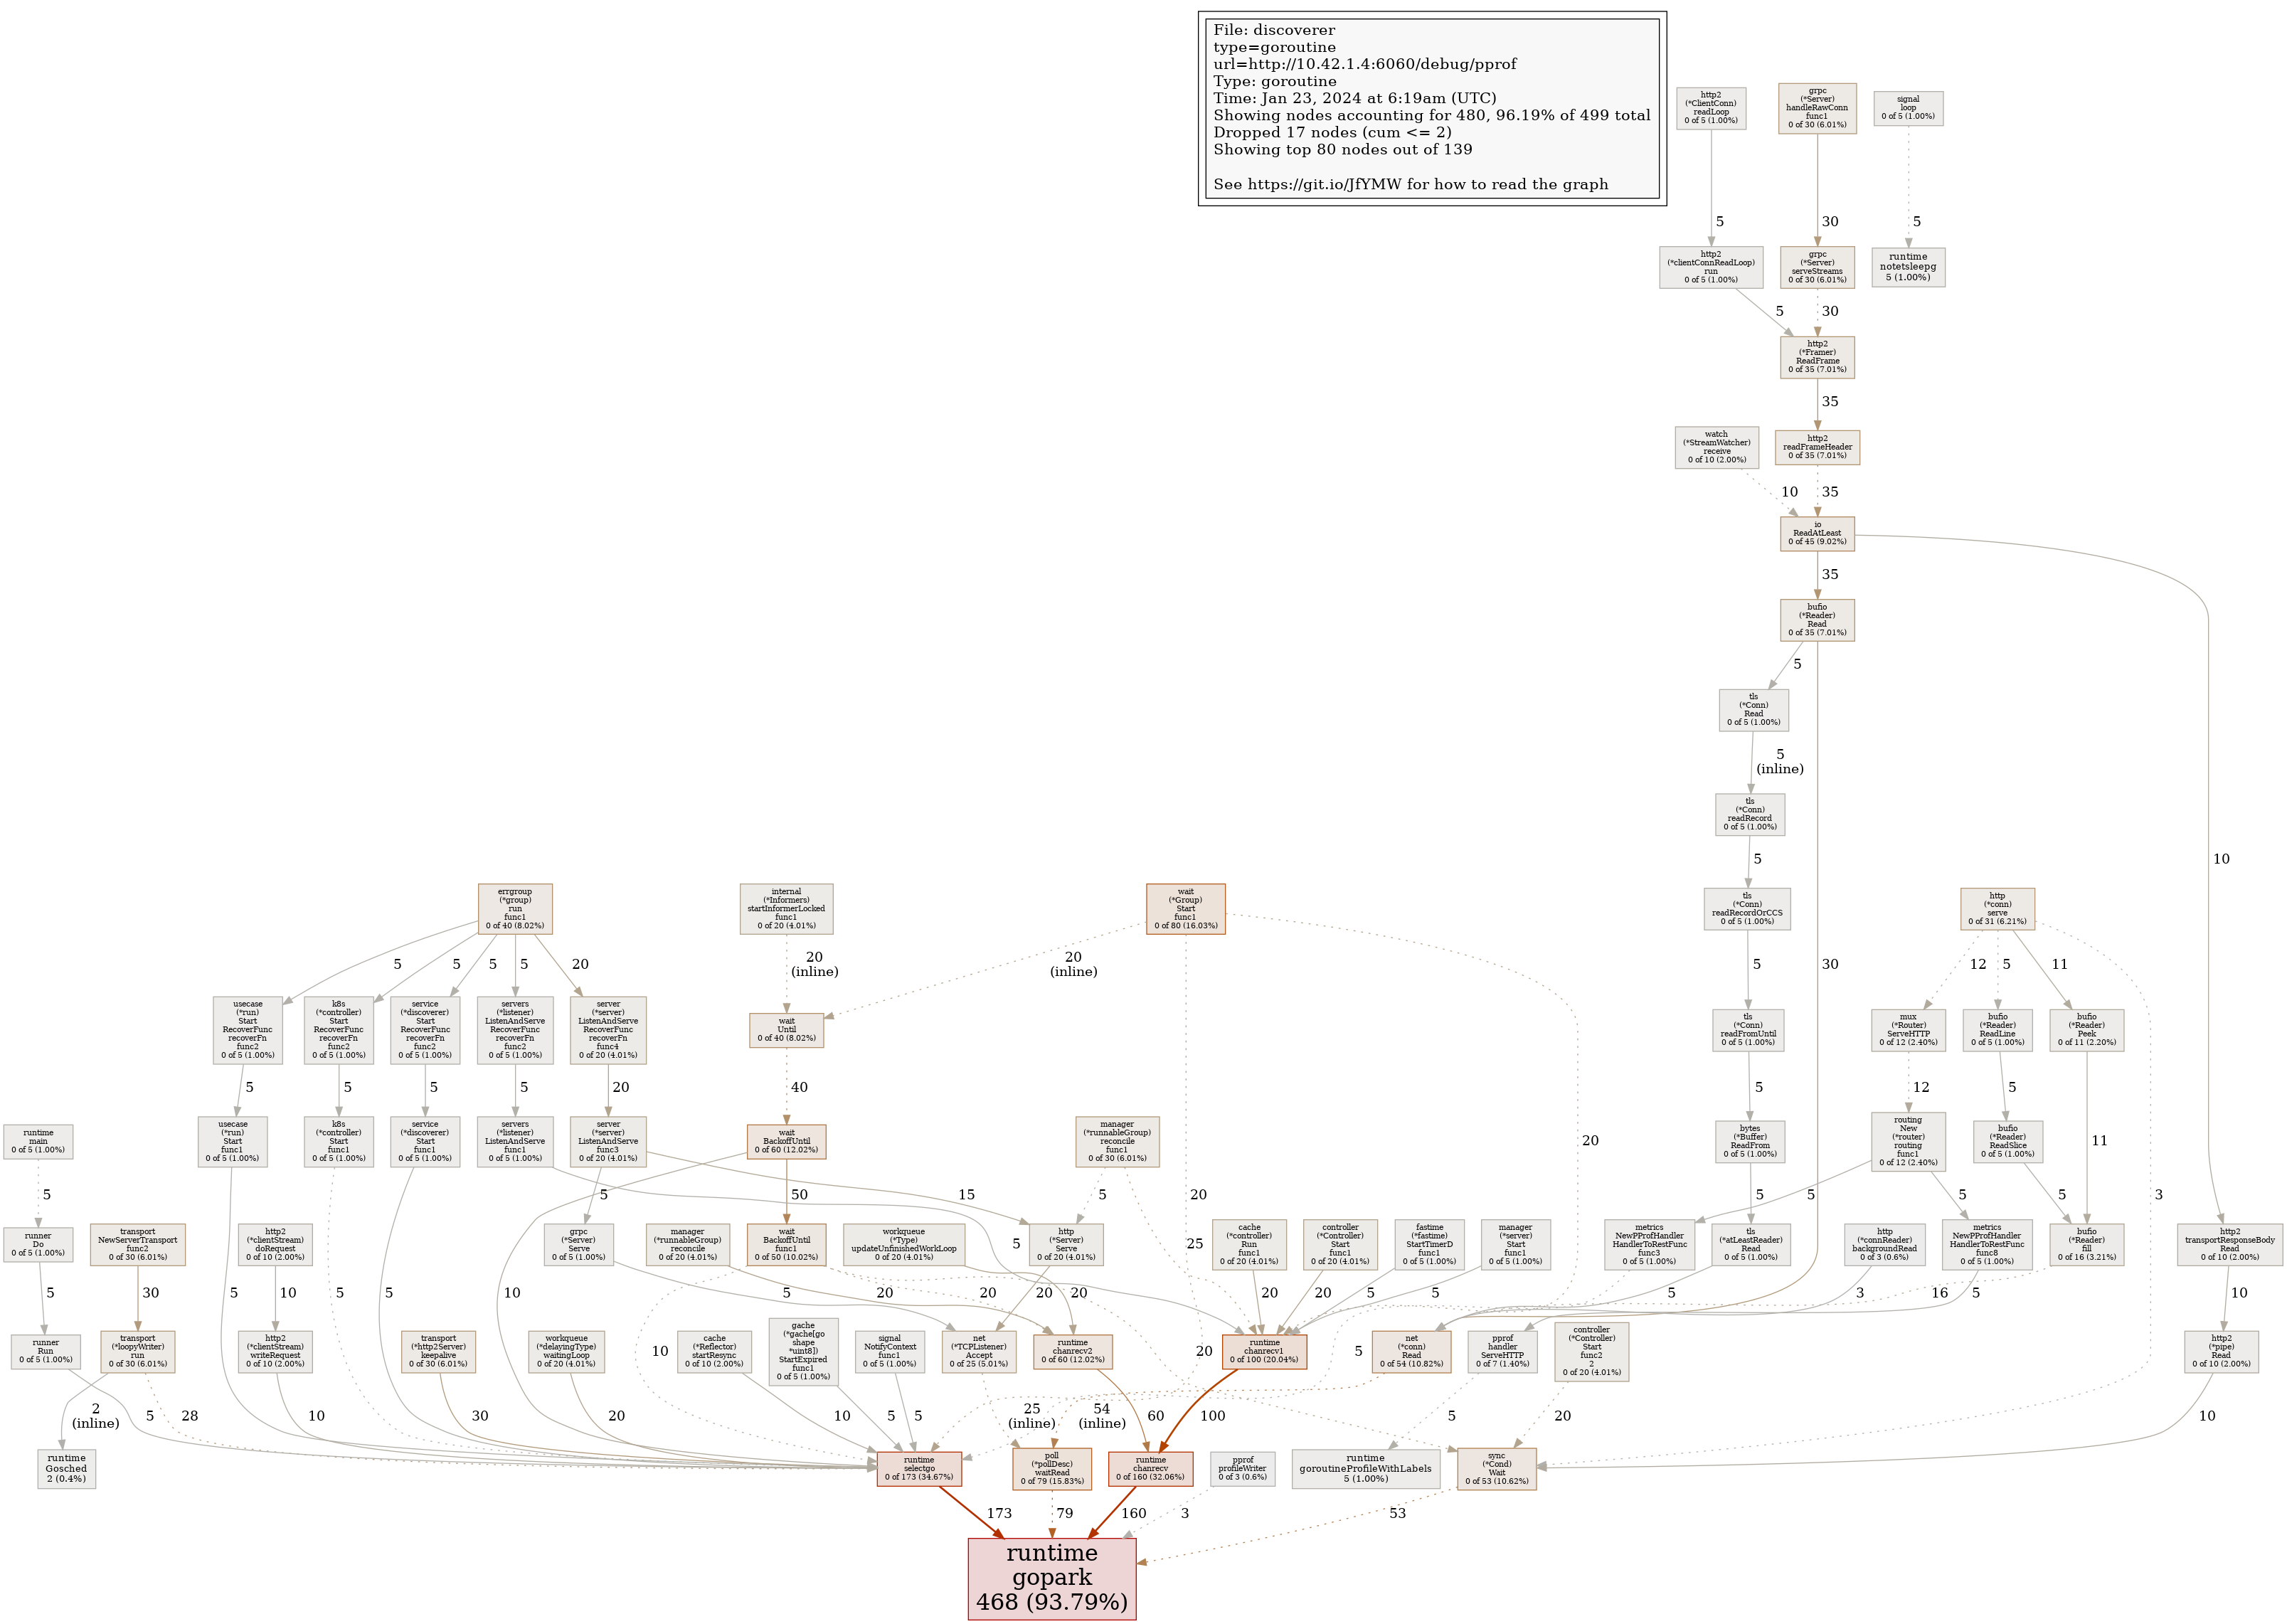 File: discoverer
type=goroutine
url=http://10.42.1.4:6060/debug/pprof
Type: goroutine
Time: Jan 23, 2024 at 6:19am (UTC)
Showing nodes accounting for 480, 96.19% of 499 total
Dropped 17 nodes (cum <= 2)
Showing top 80 nodes out of 139
See https://git.io/JfYMW for how to read the graph
http2
(*ClientConn)
readLoop
0 of 5 (1.00%)
grpc
(*Server)
handleRawConn
func1
0 of 30 (6.01%)
signal
loop
0 of 5 (1.00%)
5
30
5
http2
(*clientConnReadLoop)
run
0 of 5 (1.00%)
grpc
(*Server)
serveStreams
0 of 30 (6.01%)
runtime
notetsleepg
5 (1.00%)
5
30
http2
(*Framer)
ReadFrame
0 of 35 (7.01%)
35
watch
(*StreamWatcher)
receive
0 of 10 (2.00%)
http2
readFrameHeader
0 of 35 (7.01%)
10
35
io
ReadAtLeast
0 of 45 (9.02%)
35
10
bufio
(*Reader)
Read
0 of 35 (7.01%)
5
30
tls
(*Conn)
Read
0 of 5 (1.00%)
5
(inline)
tls
(*Conn)
readRecord
0 of 5 (1.00%)
5
errgroup
(*group)
run
func1
0 of 40 (8.02%)
internal
(*Informers)
startInformerLocked
func1
0 of 20 (4.01%)
wait
(*Group)
Start
func1
0 of 80 (16.03%)
tls
(*Conn)
readRecordOrCCS
0 of 5 (1.00%)
http
(*conn)
serve
0 of 31 (6.21%)
5
5
5
5
20
20
(inline)
20
(inline)
20
20
5
12
5
11
3
usecase
(*run)
Start
RecoverFunc
recoverFn
func2
0 of 5 (1.00%)
k8s
(*controller)
Start
RecoverFunc
recoverFn
func2
0 of 5 (1.00%)
service
(*discoverer)
Start
RecoverFunc
recoverFn
func2
0 of 5 (1.00%)
servers
(*listener)
ListenAndServe
RecoverFunc
recoverFn
func2
0 of 5 (1.00%)
server
(*server)
ListenAndServe
RecoverFunc
recoverFn
func4
0 of 20 (4.01%)
wait
Until
0 of 40 (8.02%)
tls
(*Conn)
readFromUntil
0 of 5 (1.00%)
mux
(*Router)
ServeHTTP
0 of 12 (2.40%)
bufio
(*Reader)
ReadLine
0 of 5 (1.00%)
bufio
(*Reader)
Peek
0 of 11 (2.20%)
5
5
5
5
20
40
5
12
5
11
runtime
main
0 of 5 (1.00%)
usecase
(*run)
Start
func1
0 of 5 (1.00%)
k8s
(*controller)
Start
func1
0 of 5 (1.00%)
service
(*discoverer)
Start
func1
0 of 5 (1.00%)
servers
(*listener)
ListenAndServe
func1
0 of 5 (1.00%)
server
(*server)
ListenAndServe
func3
0 of 20 (4.01%)
wait
BackoffUntil
0 of 60 (12.02%)
manager
(*runnableGroup)
reconcile
func1
0 of 30 (6.01%)
bytes
(*Buffer)
ReadFrom
0 of 5 (1.00%)
routing
New
(*router)
routing
func1
0 of 12 (2.40%)
bufio
(*Reader)
ReadSlice
0 of 5 (1.00%)
5
5
5
5
5
15
10
50
5
25
5
5
5
5
runner
Do
0 of 5 (1.00%)
transport
NewServerTransport
func2
0 of 30 (6.01%)
http2
(*clientStream)
doRequest
0 of 10 (2.00%)
grpc
(*Server)
Serve
0 of 5 (1.00%)
manager
(*runnableGroup)
reconcile
0 of 20 (4.01%)
wait
BackoffUntil
func1
0 of 50 (10.02%)
workqueue
(*Type)
updateUnfinishedWorkLoop
0 of 20 (4.01%)
http
(*Server)
Serve
0 of 20 (4.01%)
cache
(*controller)
Run
func1
0 of 20 (4.01%)
controller
(*Controller)
Start
func1
0 of 20 (4.01%)
fastime
(*fastime)
StartTimerD
func1
0 of 5 (1.00%)
manager
(*server)
Start
func1
0 of 5 (1.00%)
metrics
NewPProfHandler
HandlerToRestFunc
func3
0 of 5 (1.00%)
tls
(*atLeastReader)
Read
0 of 5 (1.00%)
http
(*connReader)
backgroundRead
0 of 3 (0.6%)
metrics
NewPProfHandler
HandlerToRestFunc
func8
0 of 5 (1.00%)
bufio
(*Reader)
fill
0 of 16 (3.21%)
http2
transportResponseBody
Read
0 of 10 (2.00%)
5
30
10
5
20
10
20
20
20
20
20
20
5
5
5
5
3
16
5
10
runner
Run
0 of 5 (1.00%)
transport
(*loopyWriter)
run
0 of 30 (6.01%)
http2
(*clientStream)
writeRequest
0 of 10 (2.00%)
transport
(*http2Server)
keepalive
0 of 30 (6.01%)
workqueue
(*delayingType)
waitingLoop
0 of 20 (4.01%)
cache
(*Reflector)
startResync
0 of 10 (2.00%)
gache
(*gache[go
shape
*uint8])
StartExpired
func1
0 of 5 (1.00%)
signal
NotifyContext
func1
0 of 5 (1.00%)
net
(*TCPListener)
Accept
0 of 25 (5.01%)
runtime
chanrecv2
0 of 60 (12.02%)
runtime
chanrecv1
0 of 100 (20.04%)
net
(*conn)
Read
0 of 54 (10.82%)
pprof
handler
ServeHTTP
0 of 7 (1.40%)
controller
(*Controller)
Start
func2
2
0 of 20 (4.01%)
http2
(*pipe)
Read
0 of 10 (2.00%)
2
(inline)
28
5
10
30
20
10
5
5
25
(inline)
54
(inline)
60
100
5
20
10
runtime
Gosched
2 (0.4%)
runtime
selectgo
0 of 173 (34.67%)
poll
(*pollDesc)
waitRead
0 of 79 (15.83%)
runtime
chanrecv
0 of 160 (32.06%)
pprof
profileWriter
0 of 3 (0.6%)
runtime
goroutineProfileWithLabels
5 (1.00%)
sync
(*Cond)
Wait
0 of 53 (10.62%)
173
79
160
3
53
runtime
gopark
468 (93.79%)